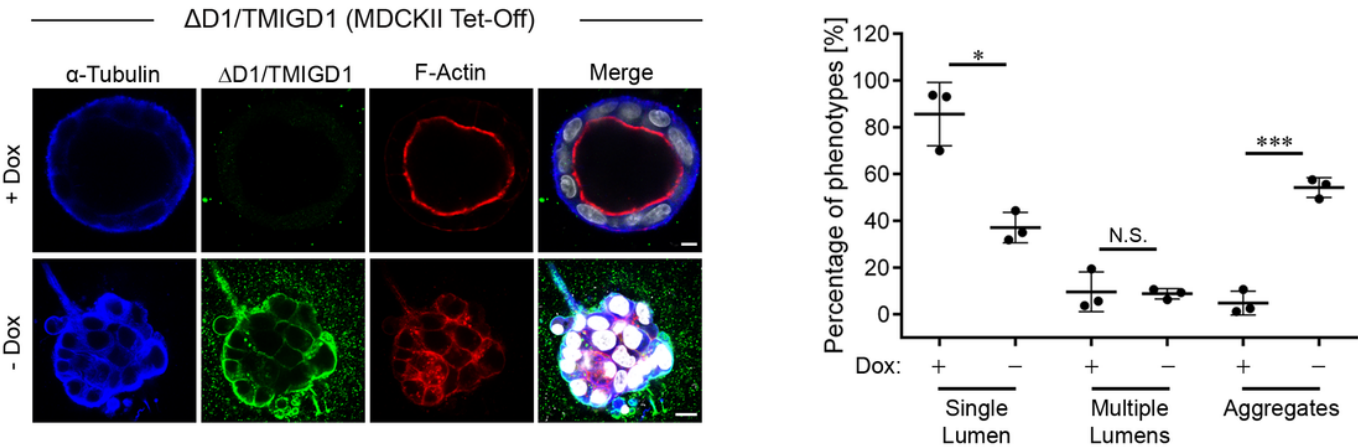 ΔD1/TMIGD1 (MDCKII Tet-Off)
α-Tubulin ΔD1/TMIGD1 F-Actin Merge
+ Dox
- Dox
Percentage of phenotypes [%]
120
100
80
60
40
20
0
*
N.S.
***
Dox: + − + − + −
Single Lumen
Multiple Lumens
Aggregates